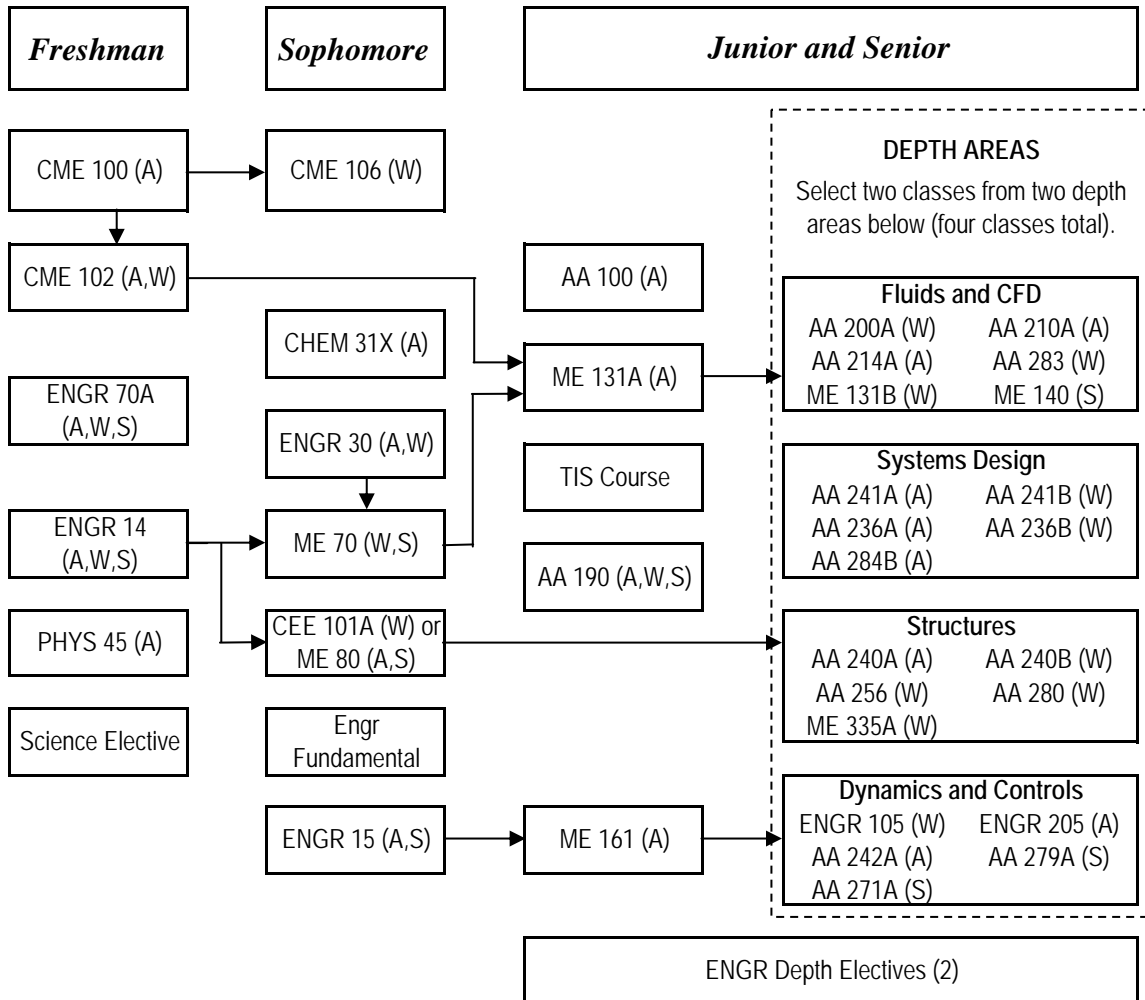 Freshman
Sophomore
Junior and Senior
CME 100 (A)
CME 102 (A,W)
ENGR 70A
(A,W,S)
ENGR 14
(A,W,S)
PHYS 45 (A)
Science Elective
CME 106 (W)
CHEM 31X (A)
ENGR 30 (A,W)
ME 70 (W,S)
CEE 101A (W) or
ME 80 (A,S)
Engr
Fundamental
ENGR 15 (A,S)
AA 100 (A)
ME 131A (A)
TIS Course
AA 190 (A,W,S)
ME 161 (A)
DEPTH AREAS
Select two classes from two depth
areas below (four classes total).
Fluids and CFD
AA 200A (W) AA 210A (A)
AA 214A (A) AA 283 (W)
ME 131B (W) ME 140 (S)
Systems Design
AA 241A (A) AA 241B (W)
AA 236A (A) AA 236B (W)
AA 284B (A)
Structures
AA 240A (A) AA 240B (W)
AA 256 (W) AA 280 (W)
ME 335A (W)
Dynamics and Controls
ENGR 105 (W) ENGR 205 (A)
AA 242A (A) AA 279A (S)
AA 271A (S)
ENGR Depth Electives (2)